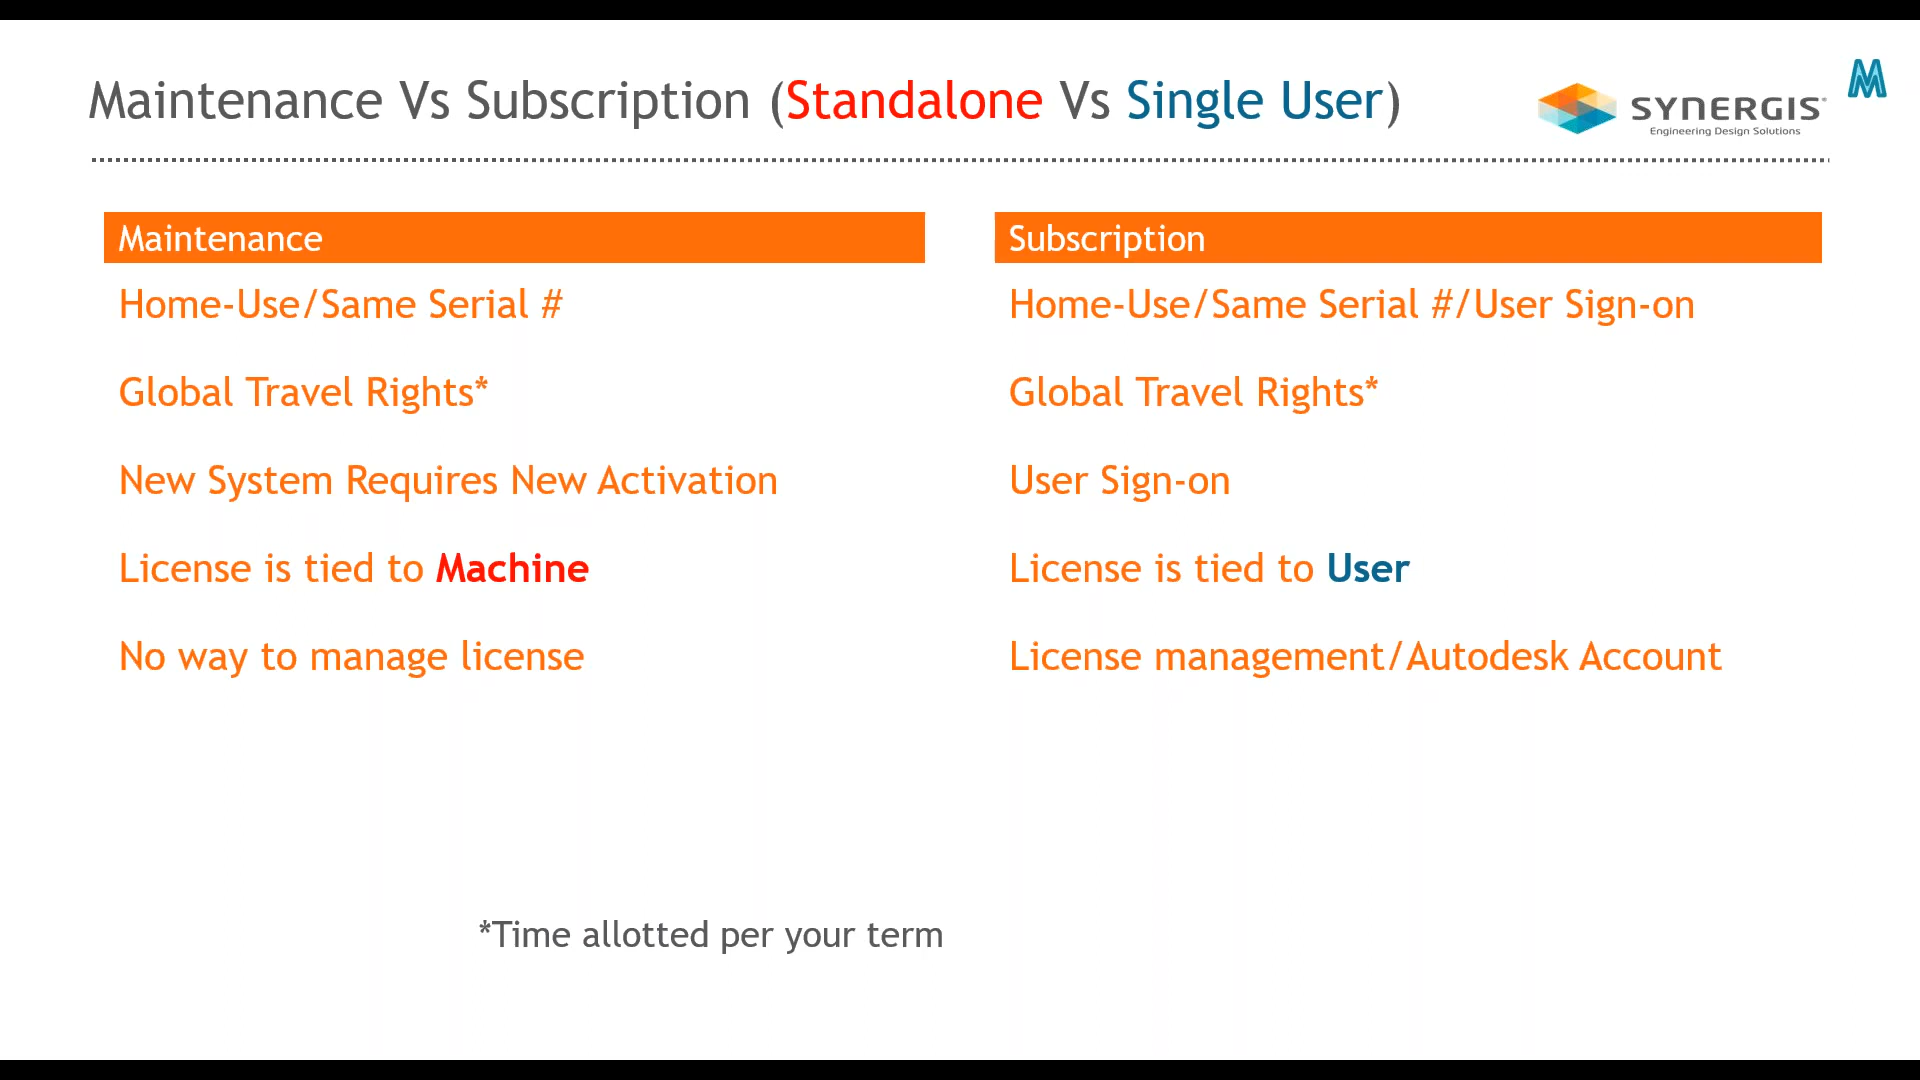 Maintenance Vs Subscription (Standalone Vs Single User)
SYNERGIS
Engineering Design Solutions
M
Maintenance
Home-Use/Same Serial #
Global Travel Rights*
New System Requires New Activation
License is tied to Machine
No way to manage license
Subscription
Home-Use/Same Serial #/User Sign-on
Global Travel Rights*
User Sign-on
License is tied to User
License management/Autodesk Account
*Time allotted per your term